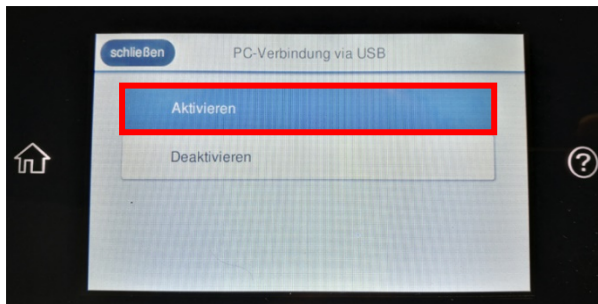 schließen
PC-Verbindung via USB
Aktivieren
Deaktivieren
?